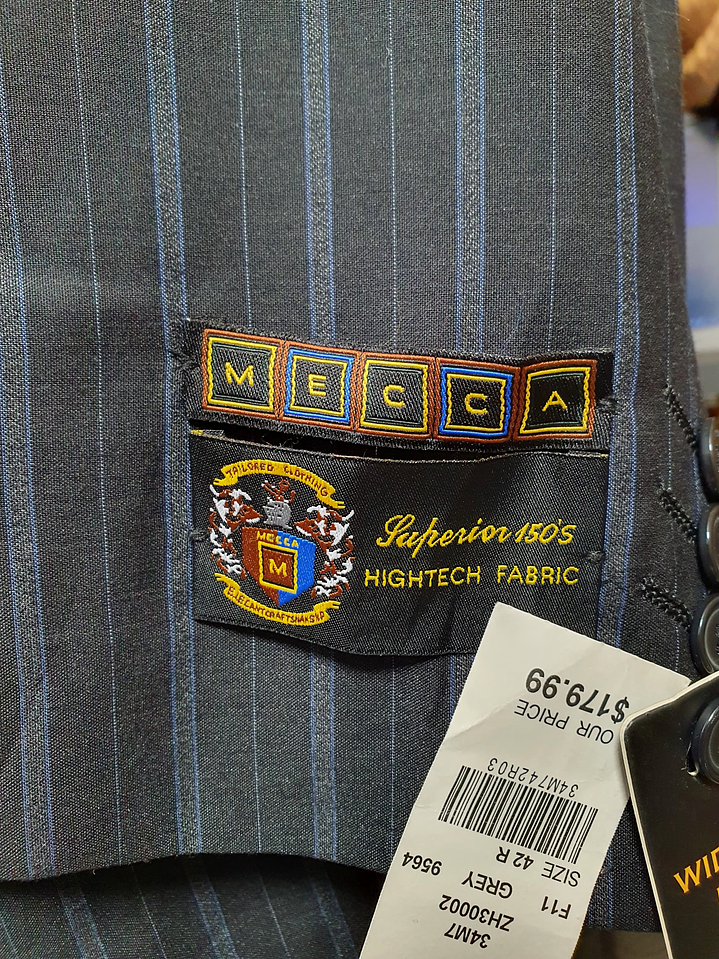 MECCA
TAILORED CLOTHING
MECCA
M
Superior 150'S
HIGHTECH FABRIC
34M7
ZH30002
F11 GREY 9564
SIZE 42 R
34M742R03
OUR PRICE
$179.99